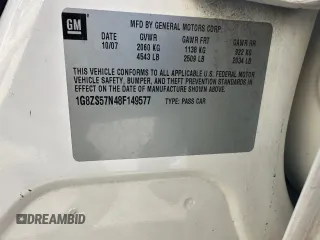 GM
MFD BY GENERAL MOTORS CORP
10/07 GVWR GAWR FRT GAWR RR
2060 KG 1138 KG 922 KG
4543 LB 2509 LB 2034 LB
THIS VEHICLE CONFORMS TO ALL APPLICABLE U.S. FEDERAL
VEHICLE SAFETY, BUMPER, AND THEFT PREVENTION STANDARDS IN
EFFECT ON THE DATE OF MANUFACTURE SHOWN ABOVE.
1G8ZS57N48F149577 TYPE: PASS CAR
DREAMBID